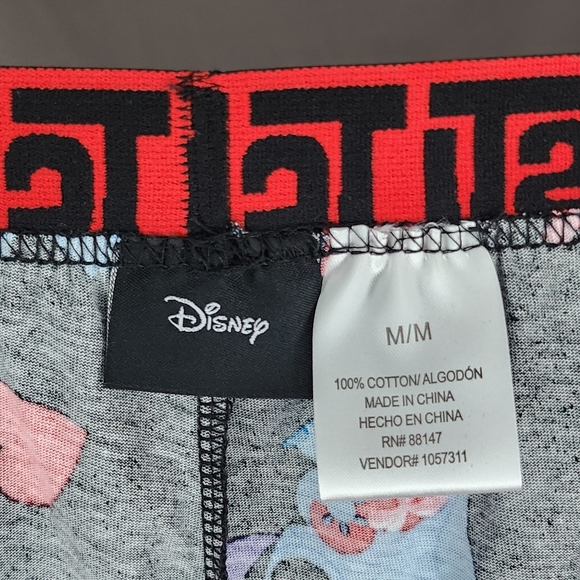 Disney
M/M
100% COTTON/ ALGODÓN
MADE IN CHINA
HECHO EN CHINA
RN# 88147
VENDOR# 1057311